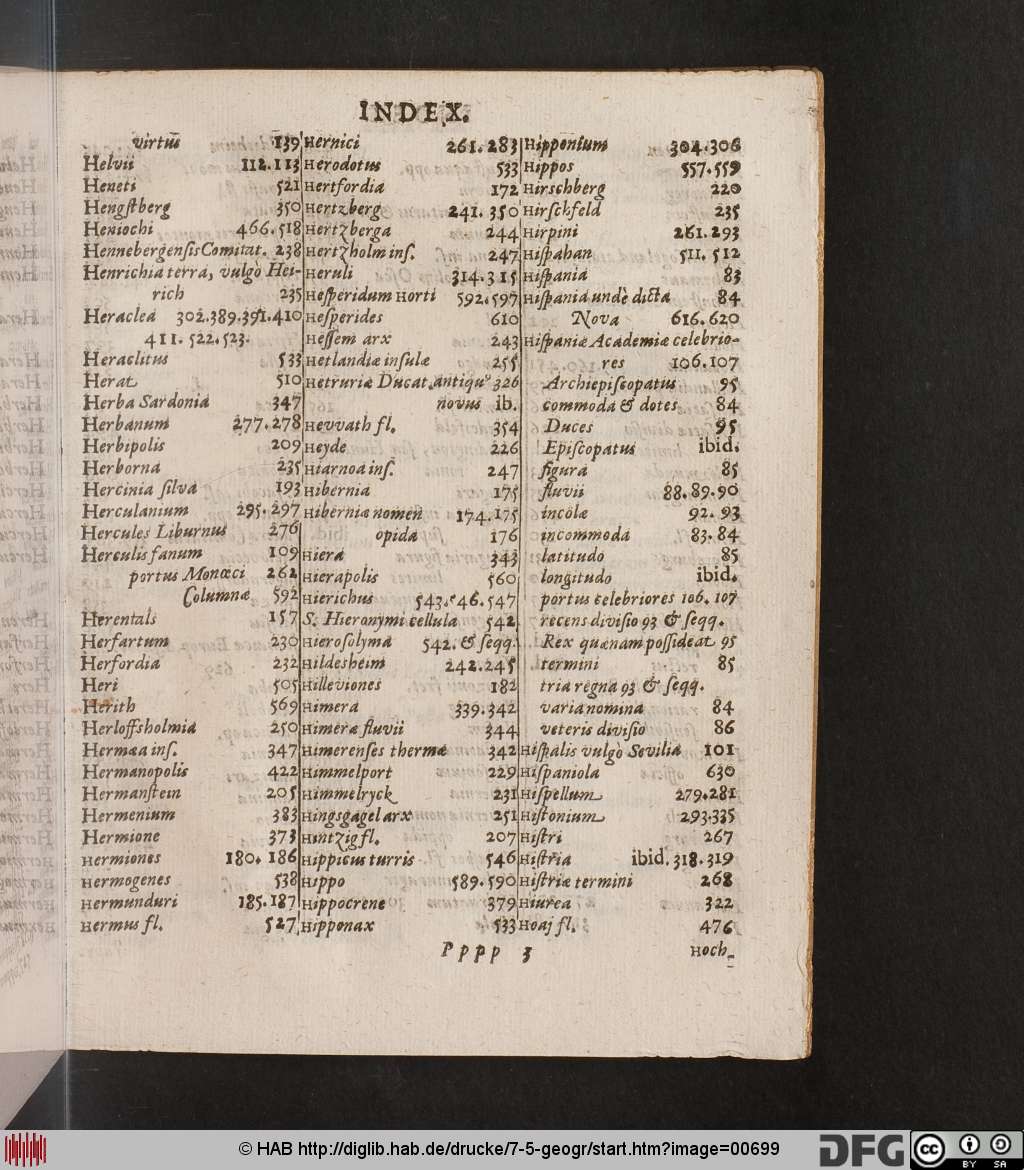 INDEX.
virtus 139
Helvii 112.113
Heneti 521
Hengstberg 350
Heniochi 466.518
Hennebergensis Comitat. 238
Henrichia terra, vulgò Hei-
rich 235
Heraclea 302.389.391.410
411. 522.523.
Heraclitus 533
Herat 510
Herba Sardonia 347
Herbanum 277.278
Herbipolis 209
Herborna 235
Hercinia silva 193
Herculanium 295.297
Hercules Liburnus 276
Herculis fanum 109
portus Monœci 262
Columnæ 592
Herentals 157
Herfartum 230
Herfordia 232
Heri 505
Herith 569
Herloffsholmia 250
Hermæa ins. 347
Hermanopolis 422
Hermanstein 205
Hermenium 383
Hermione 373
Hermiones 180. 186
Hermogenes 538
Hermunduri 185.187
Hermus fl. 527
Hernici 261.283
Herodotus 533
Hertfordia 172
Hertzberg 241.350
Hertzberga 244
Hertzholm ins. 247
Heruli 314.315
Hesperidum Horti 592.597
Hesperides 610
Hessem arx 243
Hetlandiæ insulæ 255
Hetruriæ Ducat. antiquº 326
novus ib.
Hevvath fl. 354
Heyde 226
Hiarnoa ins. 247
Hibernia 175
Hiberniæ nomen 174.175
opida 176
Hiera 343
Hierapolis 560
Hierichus 543.546.547
S. Hieronymi cellula 542
Hierosolyma 542. & seqq.
Hildesheim 242.245
Hilleviones 182
Himera 339.342
Himeræ fluvii 344
Himerenses thermæ 342
Himmelport 229
Himmelryck 231
Hingsgagel arx 251
Hintzig fl. 207
Hippicus turris 546
Hippo 589.590
Hippocrene 379
Hipponax 533
Hipponium 304.306
Hippos 557.559
Hirschberg 220
Hirschfeld 235
Hirpini 261.293
Hispahan 511. 512
Hispania 83
Hispania undè dicta 84
Nova 616.620
Hispaniæ Academiæ celebrio-
res 106.107
Archiepiscopatus 95
commoda & dotes 84
Duces 95
Episcopatus ibid.
figura 85
fluvii 88.89.90
incolæ 92. 93
incommoda 83.84
latitudo 85
longitudo ibid.
portus celebriores 106. 107
recens divisio 93 & seqq.
Rex quænam possideat 95
termini 85
tria regna 93 & seqq.
varia nomina 84
veteris divisio 86
Hispalis vulgò Sevilia 101
Hispaniola 630
Hispellum 279.281
Histonium 293.335
Histri 267
Histria ibid. 318.319
Histriæ termini 268
Hiurea 322
Hoaj fl. 476
Pppp 3
Hoch-
© HAB http://diglib.hab.de/drucke/7-5-geogr/start.htm?image=00699
DFG
cc
BY SA